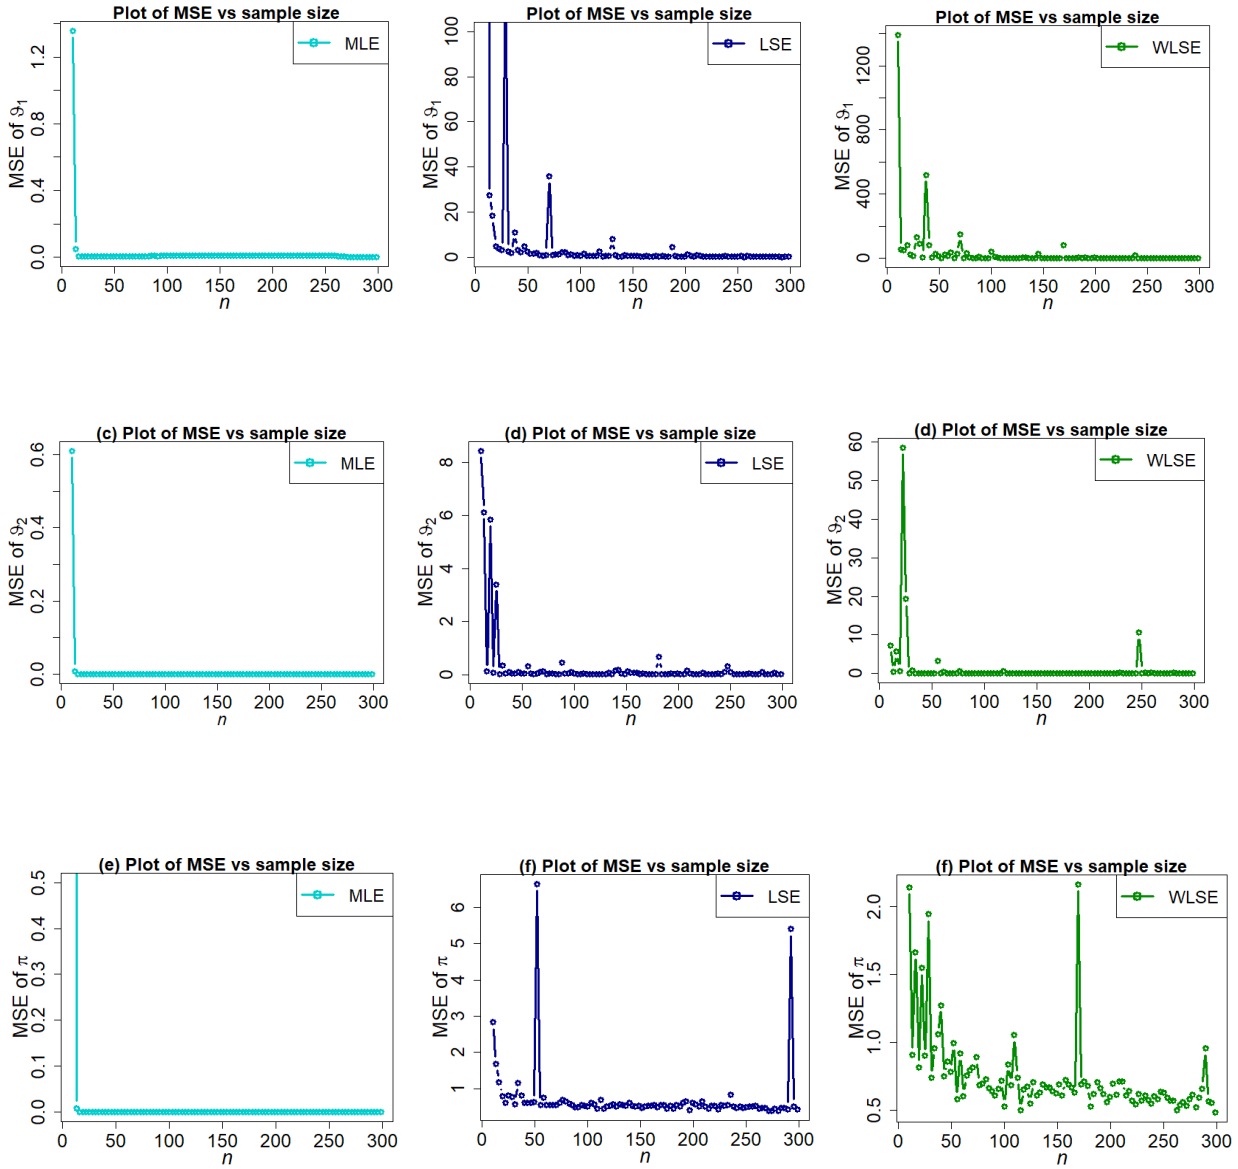 Plot of MSE vs sample size
MLE
MSE of ϑ1
0.0 0.4 0.8 1.2
0 50 100 150 200 250 300
n
Plot of MSE vs sample size
LSE
MSE of ϑ1
0 20 40 60 80 100
0 50 100 150 200 250 300
n
Plot of MSE vs sample size
WLSE
MSE of ϑ1
0 400 800 1200
0 50 100 150 200 250 300
n
(c) Plot of MSE vs sample size
MLE
MSE of ϑ2
0.0 0.2 0.4 0.6
0 50 100 150 200 250 300
n
(d) Plot of MSE vs sample size
LSE
MSE of ϑ2
0 2 4 6 8
0 50 100 150 200 250 300
n
(d) Plot of MSE vs sample size
WLSE
MSE of ϑ2
0 10 20 30 40 50 60
0 50 100 150 200 250 300
n
(e) Plot of MSE vs sample size
MLE
MSE of π
0.0 0.1 0.2 0.3 0.4 0.5
0 50 100 150 200 250 300
n
(f) Plot of MSE vs sample size
LSE
MSE of π
1 2 3 4 5 6
0 50 100 150 200 250 300
n
(f) Plot of MSE vs sample size
WLSE
MSE of π
0.5 1.0 1.5 2.0
0 50 100 150 200 250 300
n